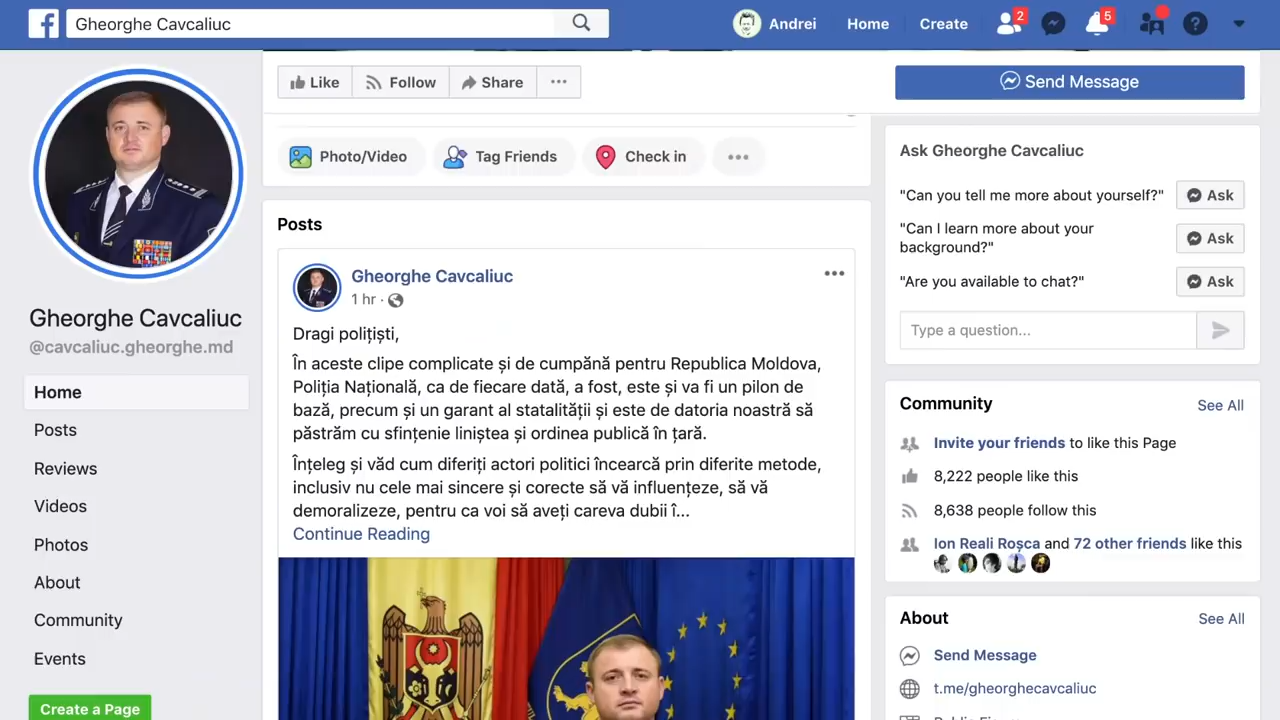 Gheorghe Cavcaliuc
Andrei
Home
Create
2
5
Like
Follow
Share
Send Message
Photo/Video
Tag Friends
Check in
Gheorghe Cavcaliuc
@cavcaliuc.gheorghe.md
Home
Posts
Reviews
Videos
Photos
About
Community
Events
Create a Page
Posts
Gheorghe Cavcaliuc
1 hr ·
Dragi polițiști,
În aceste clipe complicate și de cumpănă pentru Republica Moldova,
Poliția Națională, ca de fiecare dată, a fost, este și va fi un pilon de
bază, precum și un garant al statalității și este de datoria noastră să
păstrăm cu sfințenie liniștea și ordinea publică în țară.
Înțeleg și văd cum diferiți actori politici încearcă prin diferite metode,
inclusiv nu cele mai sincere și corecte să vă influențeze, să vă
demoralizeze, pentru ca voi să aveți careva dubii î...
Continue Reading
Ask Gheorghe Cavcaliuc
"Can you tell me more about yourself?"
Ask
"Can I learn more about your
background?"
Ask
"Are you available to chat?"
Ask
Type a question...
Community
See All
Invite your friends to like this Page
8,222 people like this
8,638 people follow this
Ion Reali Roșca and 72 other friends like this
About
See All
Send Message
t.me/gheorghecavcaliuc